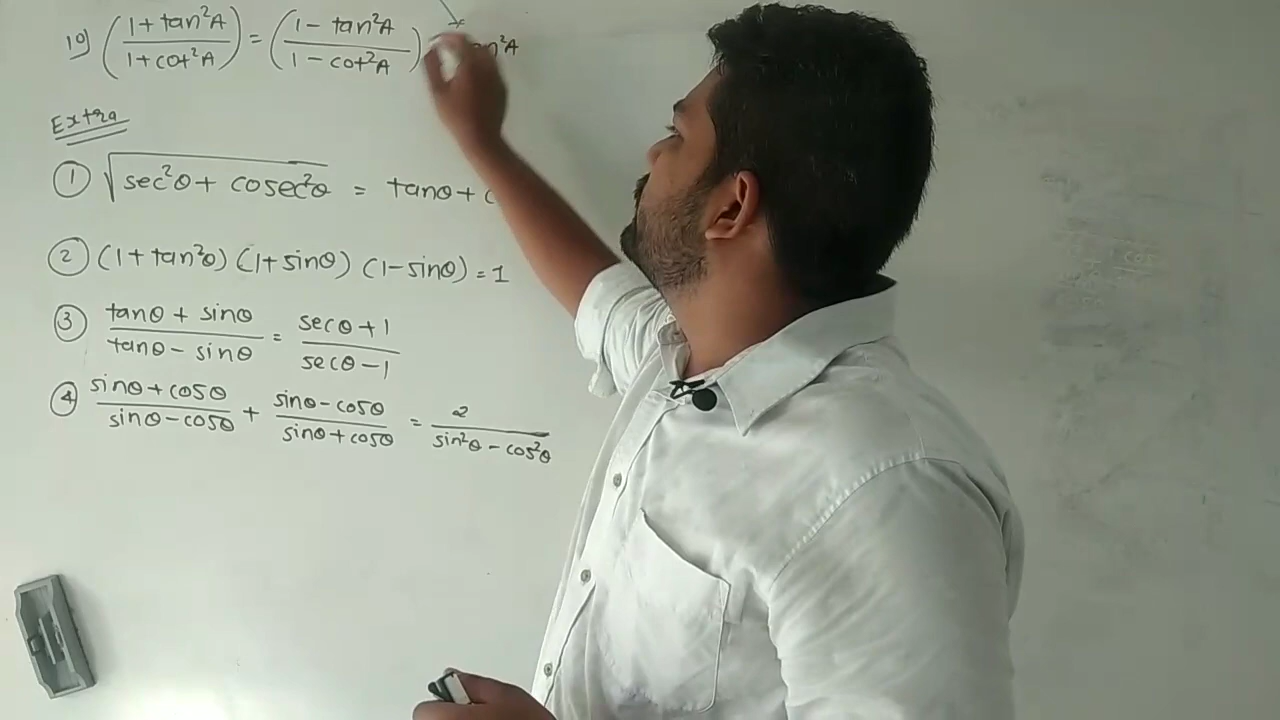 10) (1 + tan²A / 1 + cot²A) = (1 - tan²A / 1 - cot²A) n²A
Extra
① √sec²θ + cosec²θ = tanθ +
② (1 + tan²θ) (1 + sinθ) (1 - sinθ) = 1
③ tanθ + sinθ / tanθ - sinθ = secθ + 1 / secθ - 1
④ sinθ + cosθ / sinθ - cosθ + sinθ - cosθ / sinθ + cosθ = 2 / sin²θ - cos²θ